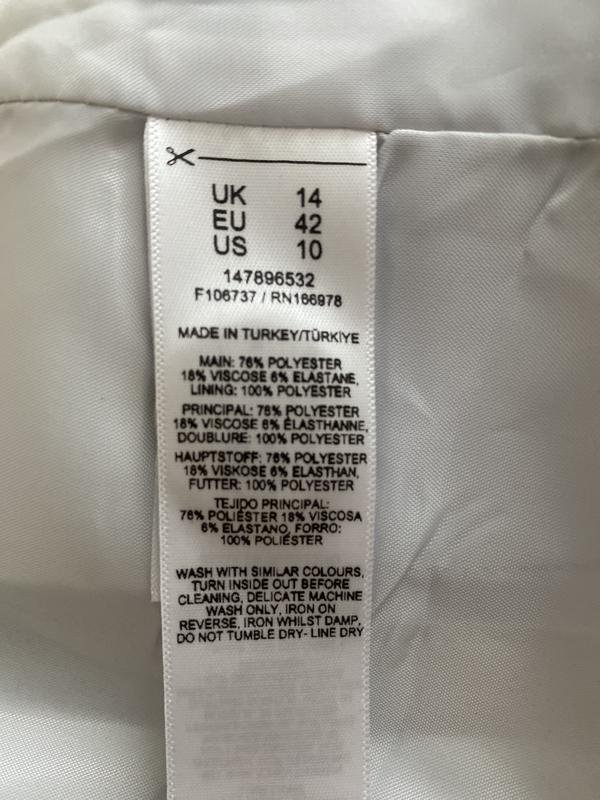 UK 14
EU 42
US 10
147896532
F106737 / RN166978
MADE IN TURKEY/TÜRKIYE
MAIN: 76% POLYESTER
18% VISCOSE 6% ELASTANE,
LINING: 100% POLYESTER
PRINCIPAL: 76% POLYESTER
18% VISCOSE 6% ÉLASTHANNE,
DOUBLURE: 100% POLYESTER
HAUPTSTOFF: 76% POLYESTER
18% VISKOSE 6% ELASTHAN,
FUTTER: 100% POLYESTER
TEJIDO PRINCIPAL:
76% POLIÉSTER 18% VISCOSA
6% ELASTANO, FORRO:
100% POLIÉSTER
WASH WITH SIMILAR COLOURS,
TURN INSIDE OUT BEFORE
CLEANING, DELICATE MACHINE
WASH ONLY, IRON ON
REVERSE, IRON WHILST DAMP,
DO NOT TUMBLE DRY- LINE DRY